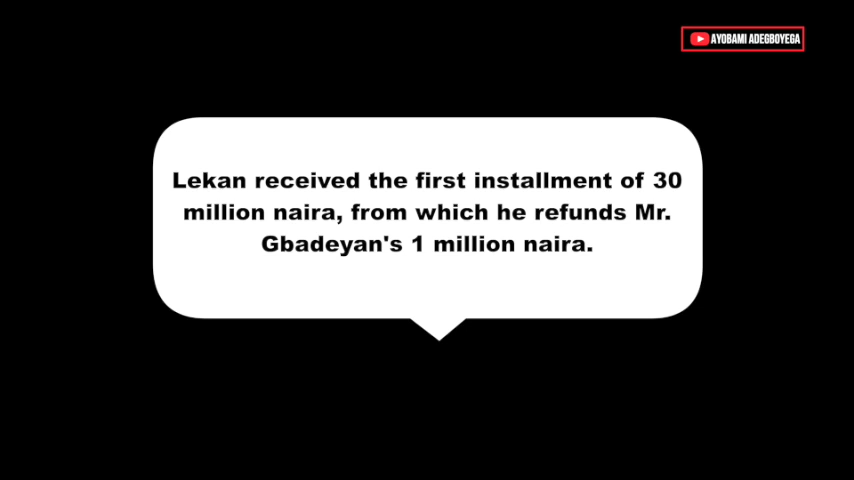 AYOBAMI ADEGBOYEGA
Lekan received the first installment of 30
million naira, from which he refunds Mr.
Gbadeyan's 1 million naira.